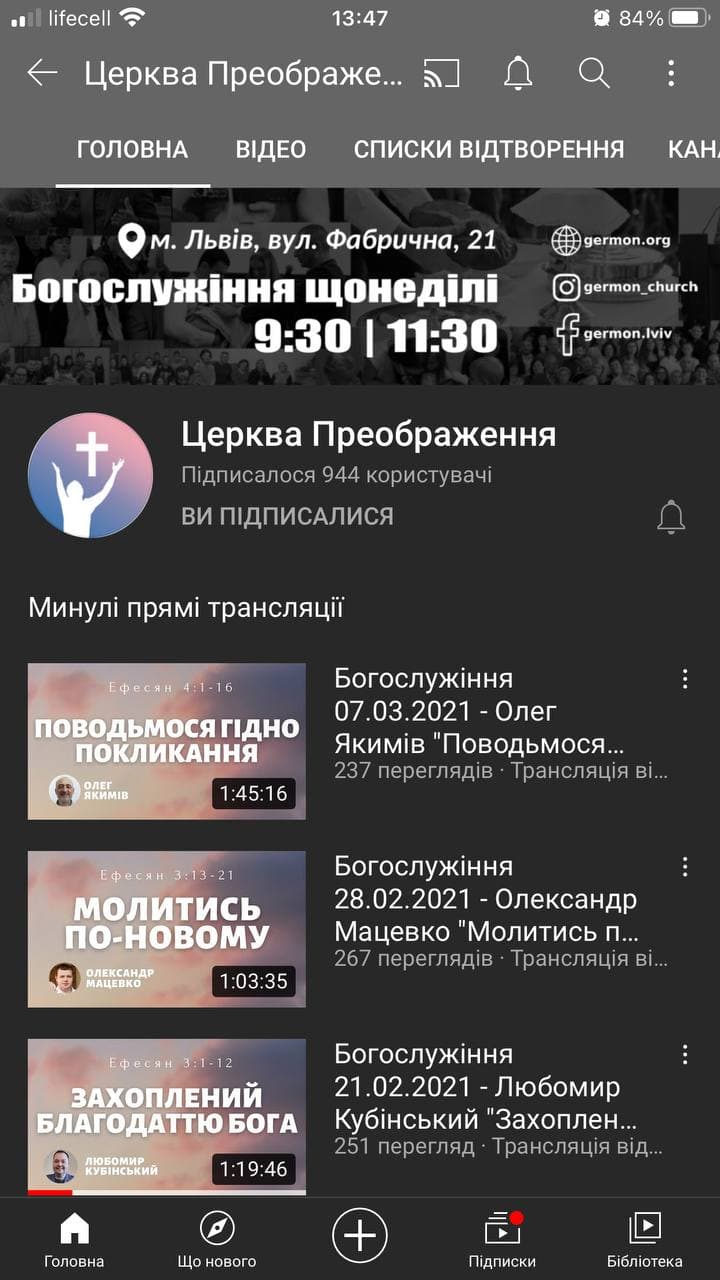 lifecell 13:47 84%
Церква Преображе...
ГОЛОВНА ВІДЕО СПИСКИ ВІДТВОРЕННЯ КАНА
м. Львів, вул. Фабрична, 21
Богослужіння щонеділі
9:30 | 11:30
germon.org
germon_church
germon.lviv
Церква Преображення
Підписалося 944 користувачі
ВИ ПІДПИСАЛИСЯ
Минулі прямі трансляції
Ефесян 4:1-16
ПОВОДЬМОСЯ ГІДНО
ПОКЛИКАННЯ
ОЛЕГ
ЯКИМІВ
1:45:16
Богослужіння
07.03.2021 - Олег
Якимів "Поводьмося...
237 переглядів · Трансляція ві...
Ефесян 3:13-21
МОЛИТИСЬ
ПО-НОВОМУ
ОЛЕКСАНДР
МАЦЕВКО
1:03:35
Богослужіння
28.02.2021 - Олександр
Мацевко "Молитись п...
267 переглядів · Трансляція ві...
Ефесян 3:1-12
ЗАХОПЛЕНИЙ
БЛАГОДАТТЮ БОГА
ЛЮБОМИР
КУБІНСЬКИЙ
1:19:46
Богослужіння
21.02.2021 - Любомир
Кубінський "Захоплен...
251 перегляд · Трансляція від...
Головна Що нового Підписки Бібліотека